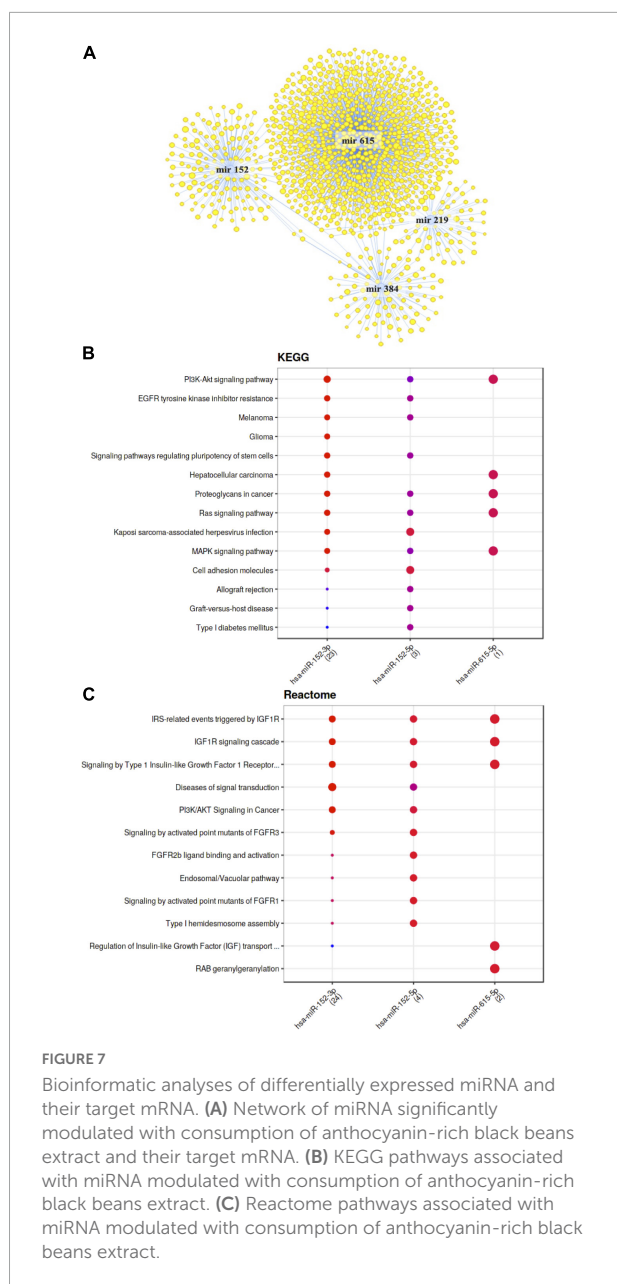 A
mir 615
mir 152
mir 219
mir 384
B
KEGG
PI3K-Akt signaling pathway
EGFR tyrosine kinase inhibitor resistance
Melanoma
Glioma
Signaling pathways regulating pluripotency of stem cells
Hepatocellular carcinoma
Proteoglycans in cancer
Ras signaling pathway
Kaposi sarcoma-associated herpesvirus infection
MAPK signaling pathway
Cell adhesion molecules
Allograft rejection
Graft-versus-host disease
Type I diabetes mellitus
hsa-miR-152-3p
(23)
hsa-miR-152-5p
(3)
hsa-miR-615-5p
(1)
C
Reactome
IRS-related events triggered by IGF1R
IGF1R signaling cascade
Signaling by Type 1 Insulin-like Growth Factor 1 Receptor...
Diseases of signal transduction
PI3K/AKT Signaling in Cancer
Signaling by activated point mutants of FGFR3
FGFR2b ligand binding and activation
Endosomal/Vacuolar pathway
Signaling by activated point mutants of FGFR1
Type I hemidesmosome assembly
Regulation of Insulin-like Growth Factor (IGF) transport ...
RAB geranylgeranylation
hsa-miR-152-3p
(24)
hsa-miR-152-5p
(4)
hsa-miR-615-5p
(2)
FIGURE 7
Bioinformatic analyses of differentially expressed miRNA and
their target mRNA. (A) Network of miRNA significantly
modulated with consumption of anthocyanin-rich black beans
extract and their target mRNA. (B) KEGG pathways associated
with miRNA modulated with consumption of anthocyanin-rich
black beans extract. (C) Reactome pathways associated with
miRNA modulated with consumption of anthocyanin-rich black
beans extract.